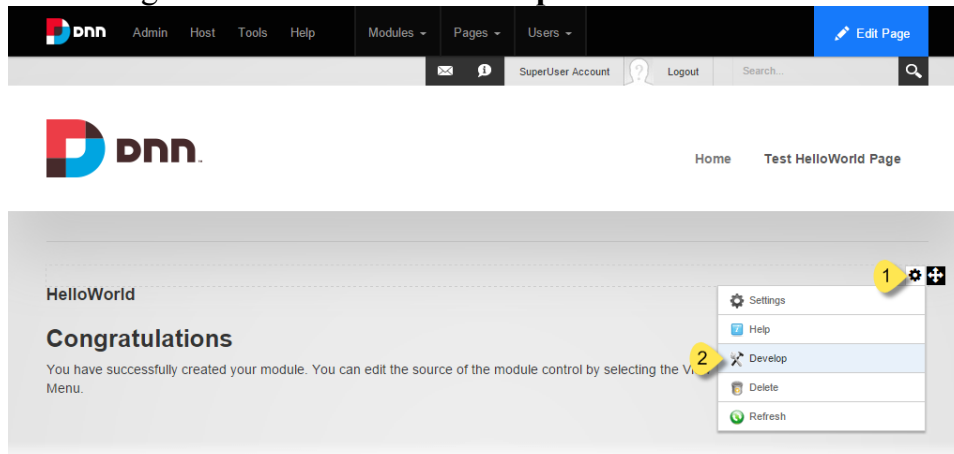 DNN Admin Host Tools Help Modules Pages Users Edit Page
SuperUser Account Logout Search...
DNN
Home Test HelloWorld Page
1
HelloWorld
Settings
Help
Congratulations
2 Develop
You have successfully created your module. You can edit the source of the module control by selecting the
Menu.
Delete
Refresh